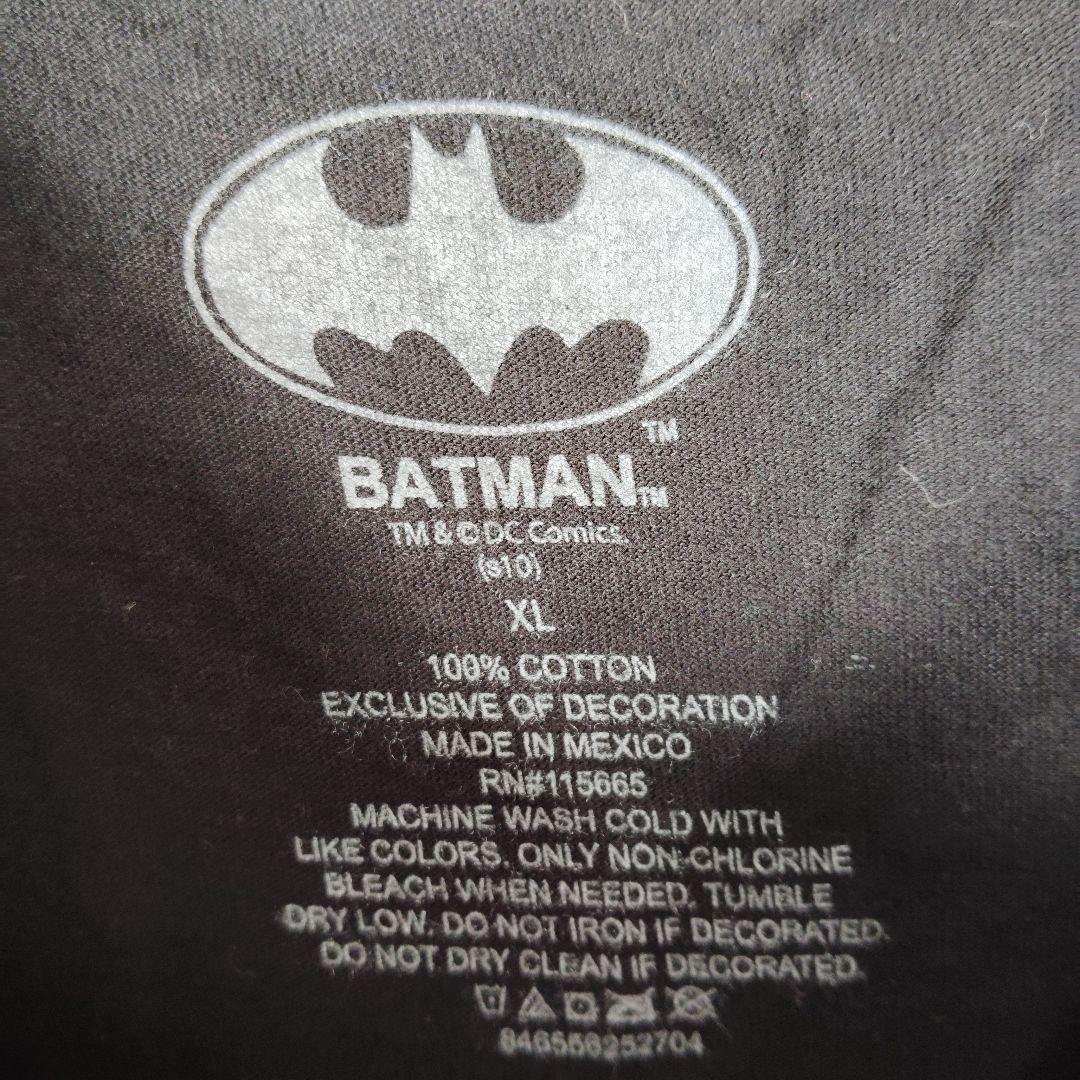 TM
BATMAN TM
TM & © DC Comics.
(s10)
XL
100% COTTON
EXCLUSIVE OF DECORATION
MADE IN MEXICO
RN#115665
MACHINE WASH COLD WITH
LIKE COLORS. ONLY NON-CHLORINE
BLEACH WHEN NEEDED. TUMBLE
DRY LOW. DO NOT IRON IF DECORATED.
DO NOT DRY CLEAN IF DECORATED.